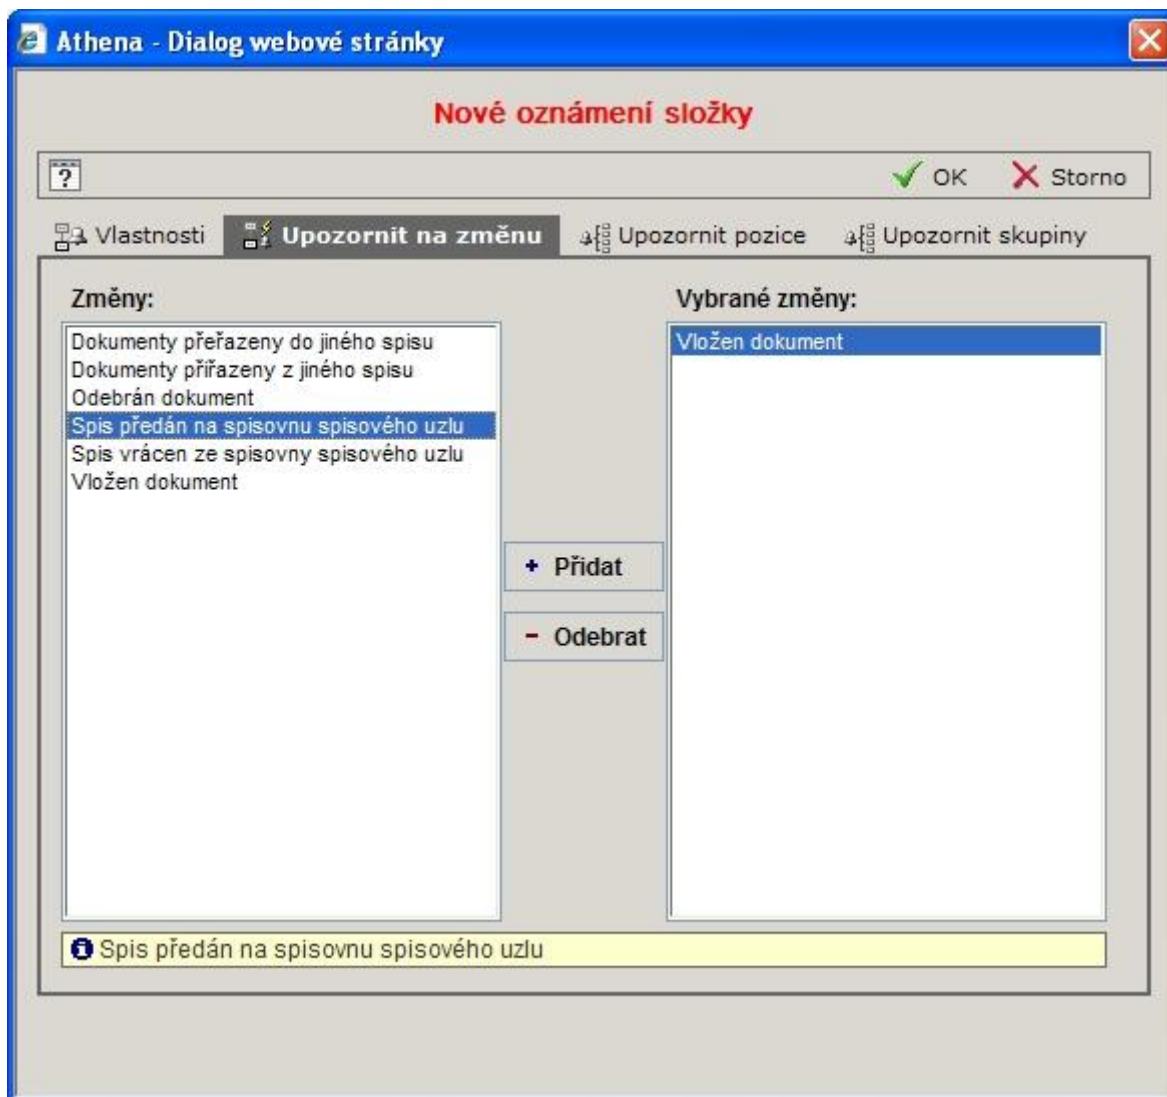 Athena - Dialog webové stránky
Nové oznámení složky
? OK Storno
Vlastnosti Upozornit na změnu Upozornit pozice Upozornit skupiny
Změny: Vybrané změny:
Dokumenty přeřazeny do jiného spisu Vložen dokument
Dokumenty přiřazeny z jiného spisu
Odebrán dokument
Spis předán na spisovnu spisového uzlu
Spis vrácen ze spisovny spisového uzlu
Vložen dokument
+ Přidat
- Odebrat
Spis předán na spisovnu spisového uzlu